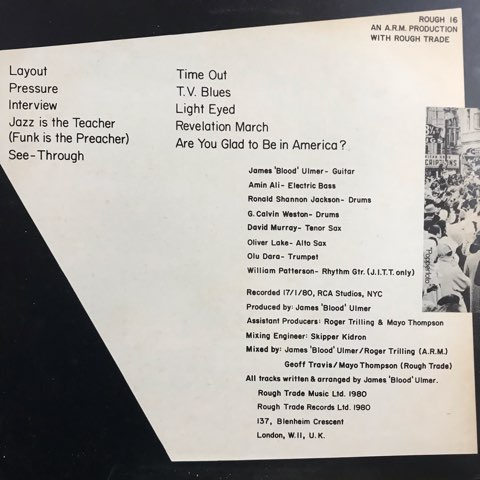 ROUGH 16
AN A.R.M. PRODUCTION
WITH ROUGH TRADE
Layout
Pressure
Interview
Jazz is the Teacher
(Funk is the Preacher)
See-Through
Time Out
T.V. Blues
Light Eyed
Revelation March
Are You Glad to Be in America?
James 'Blood' Ulmer- Guitar
Amin Ali- Electric Bass
Ronald Shannon Jackson- Drums
G. Calvin Weston- Drums
David Murray- Tenor Sax
Oliver Lake- Alto Sax
Olu Dara- Trumpet
William Patterson- Rhythm Gtr. (J.I.T.T. only)
Recorded 17/1/80, RCA Studios, NYC
Produced by: James 'Blood' Ulmer
Assistant Producers: Roger Trilling & Mayo Thompson
Mixing Engineer: Skipper Kidron
Mixed by: James 'Blood' Ulmer/Roger Trilling (A.R.M.)
Geoff Travis/Mayo Thompson (Rough Trade)
All tracks written & arranged by James 'Blood' Ulmer.
Rough Trade Music Ltd. 1980
Rough Trade Records Ltd. 1980
137, Blenheim Crescent
London, W.II, U.K.